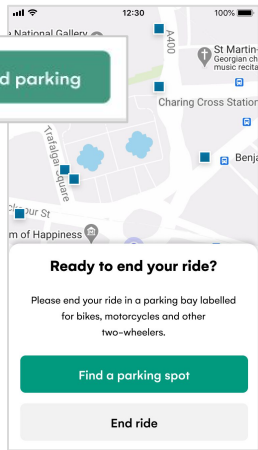 12:30
100%
National Gallery
A400
d parking
St Martin-
Georgian ch
music recita
Charing Cross Station
Trafalgar Square
Benja
spur St
m of Happiness
Ready to end your ride?
Please end your ride in a parking bay labelled
for bikes, motorcycles and other
two-wheelers.
Find a parking spot
End ride